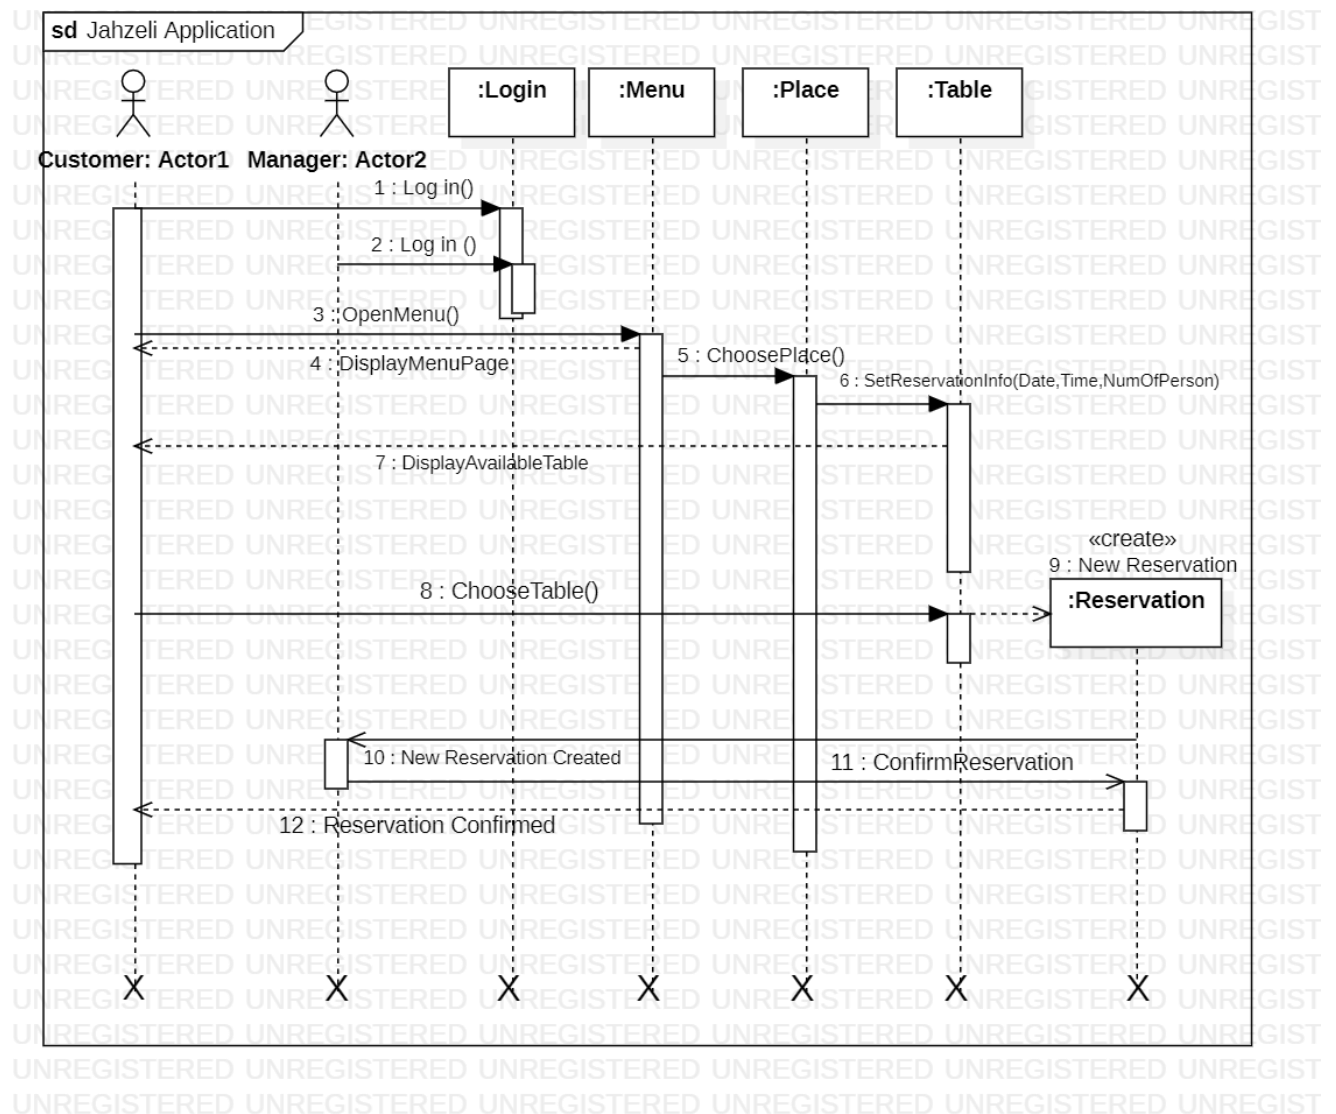 sd Jahzeli Application
:Login
:Menu
:Place
:Table
Customer: Actor1
Manager: Actor2
1 : Log in()
2 : Log in ()
3 : OpenMenu()
4 : DisplayMenuPage
5 : ChoosePlace()
6 : SetReservationInfo(Date,Time,NumOfPerson)
7 : DisplayAvailableTable
«create»
9 : New Reservation
8 : ChooseTable()
:Reservation
10 : New Reservation Created
11 : ConfirmReservation
12 : Reservation Confirmed
X X X X X X X
UNREGISTERED